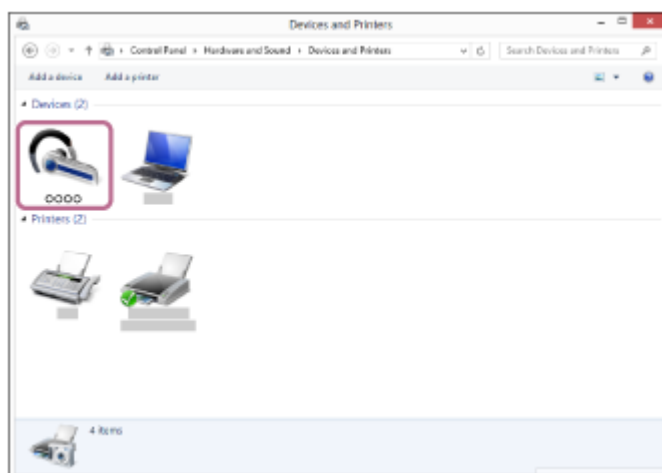 Devices and Printers
Control Panel › Hardware and Sound › Devices and Printers
Search Devices and Printers
Add a device Add a printer
Devices (2)
oooo
Printers (2)
4 items